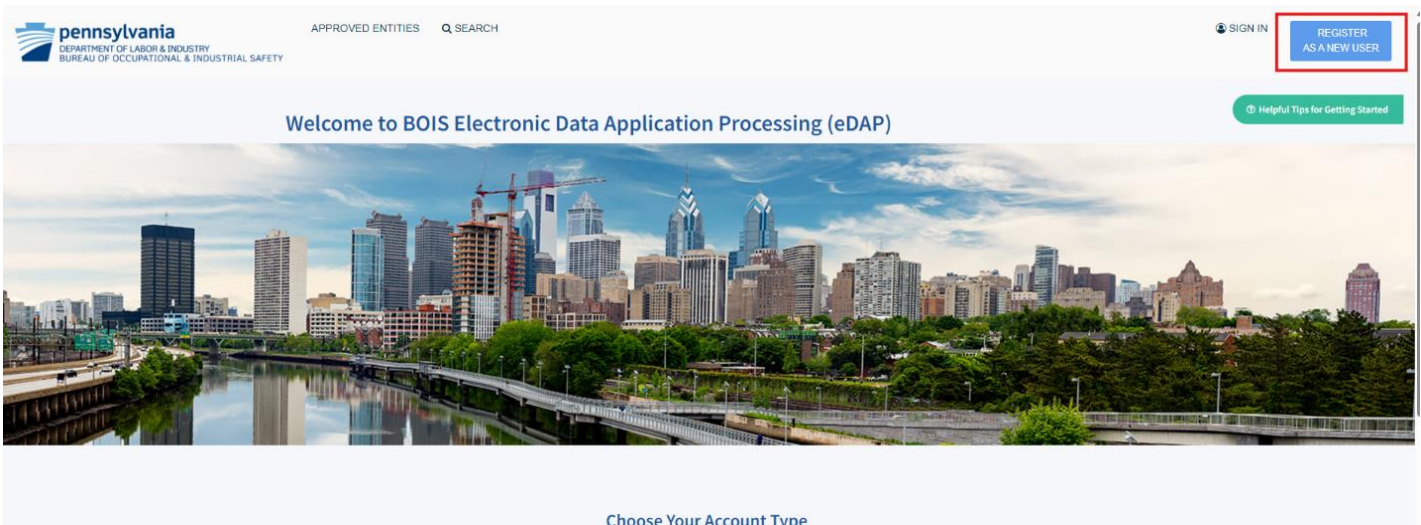 pennsylvania
DEPARTMENT OF LABOR & INDUSTRY
BUREAU OF OCCUPATIONAL & INDUSTRIAL SAFETY
APPROVED ENTITIES
SEARCH
SIGN IN
REGISTER
AS A NEW USER
Helpful Tips for Getting Started
Welcome to BOIS Electronic Data Application Processing (eDAP)
Choose Your Account Type